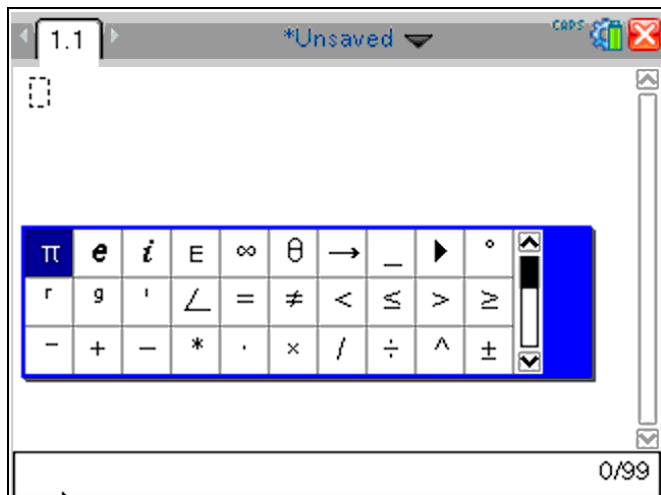 1.1 *Unsaved CAPS
π e i E ∞ θ → _ ▶ °
r g ' ∠ = ≠ < ≤ > ≥
− + − * · × / ÷ ^ ±
0/99